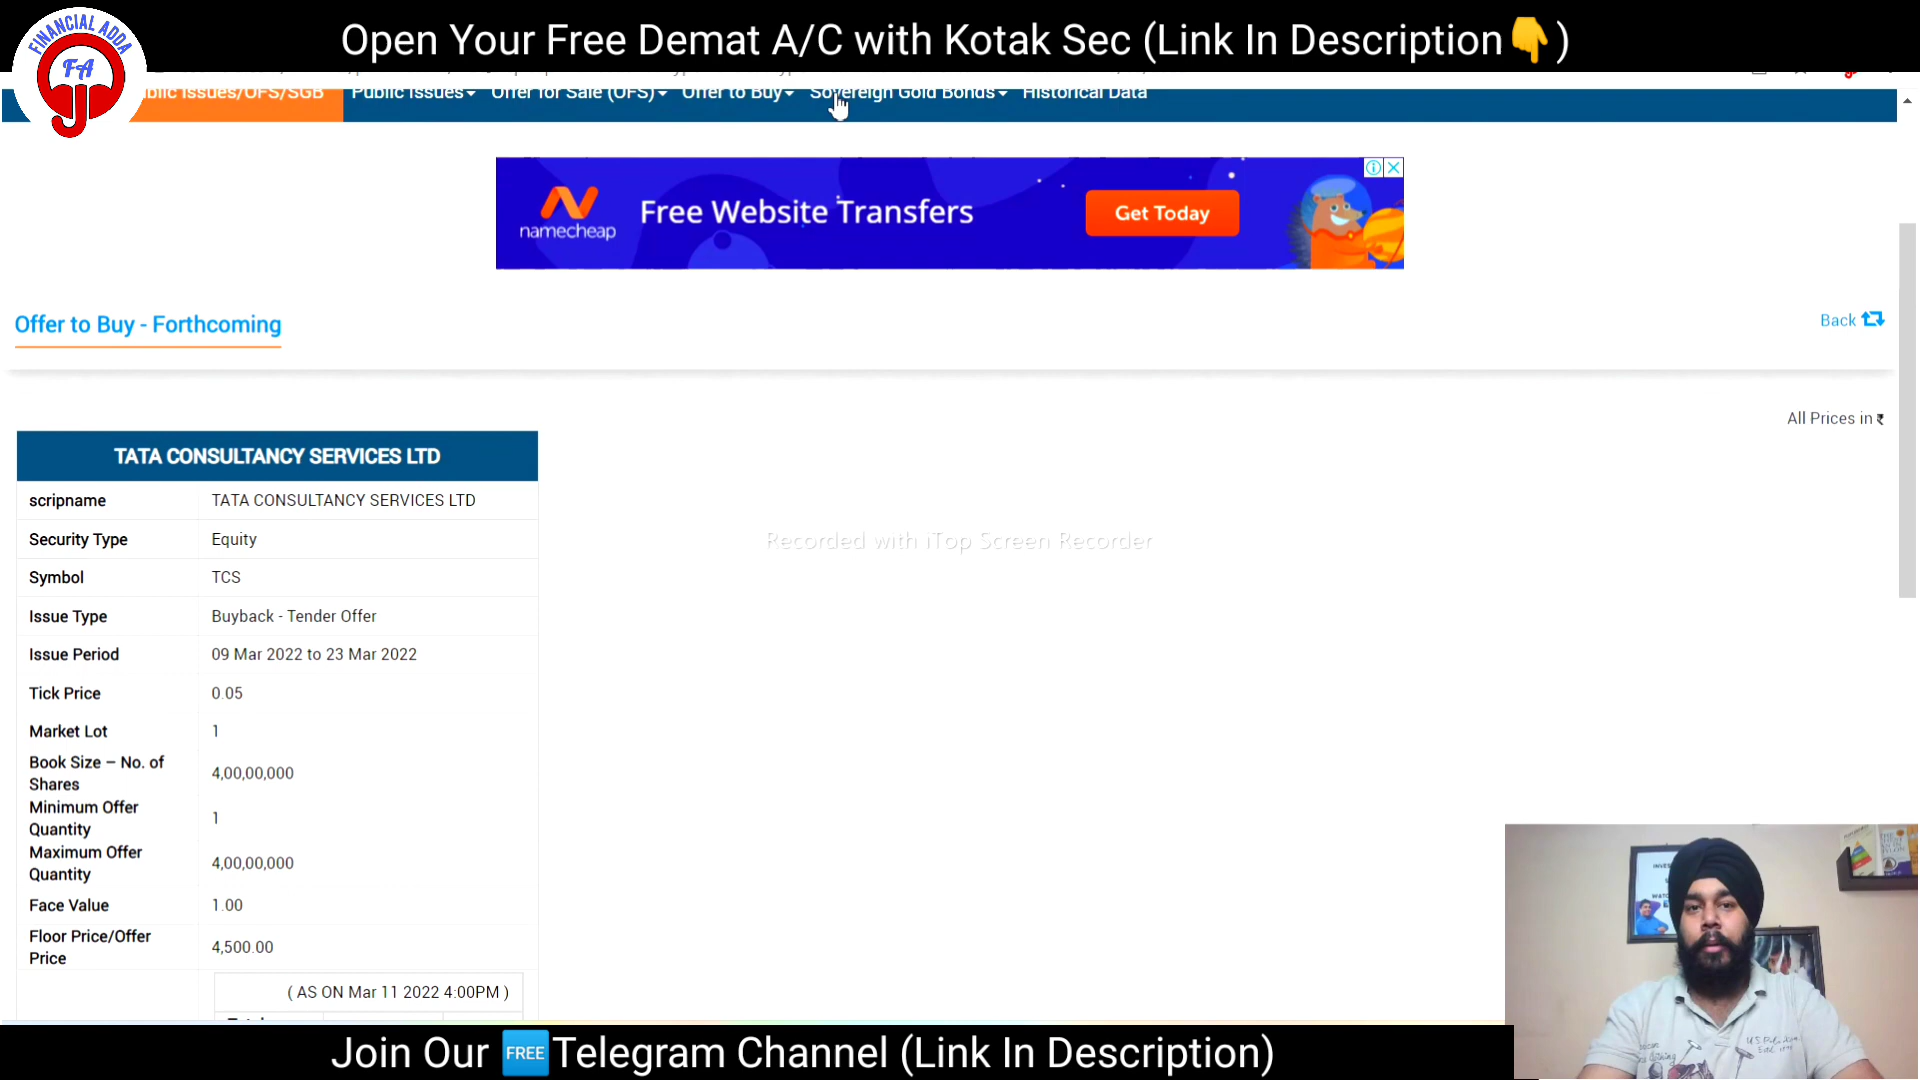 FINANCIAL ADDA
FA
Open Your Free Demat A/C with Kotak Sec (Link In Description👇)
Public Issues/OFS/SGB Public Issues Offer for Sale (OFS) Offer to Buy Sovereign Gold Bonds Historical Data
namecheap
Free Website Transfers
Get Today
Offer to Buy - Forthcoming
Back
All Prices in ₹
TATA CONSULTANCY SERVICES LTD
scripname TATA CONSULTANCY SERVICES LTD
Security Type Equity
Symbol TCS
Issue Type Buyback - Tender Offer
Issue Period 09 Mar 2022 to 23 Mar 2022
Tick Price 0.05
Market Lot 1
Book Size – No. of
Shares
4,00,00,000
Minimum Offer
Quantity
1
Maximum Offer
Quantity
4,00,00,000
Face Value 1.00
Floor Price/Offer
Price
4,500.00
( AS ON Mar 11 2022 4:00PM )
Recorded with iTop Screen Recorder
Join Our FREE Telegram Channel (Link In Description)